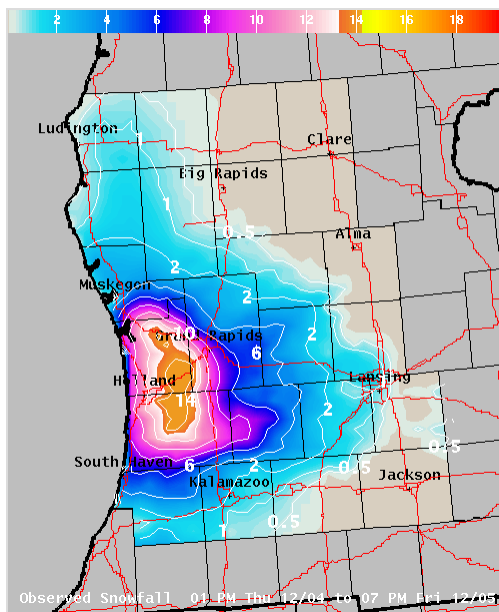 2 4 6 8 10 12 14 16 18
Ludington
1
Clare
Big Rapids
1
0.5
Alma
2
Muskegon
2
10
Grand Rapids
2
6
Holland
Lansing
14
2
0.5
South Haven
6
2
0.5
Kalamazoo
Jackson
0.5
1
Observed Snowfall 01 PM Thu 12/04 to 07 PM Fri 12/05